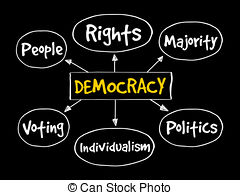 Rights
People
Majority
DEMOCRACY
Voting
Politics
Individualism
© Can Stock Photo